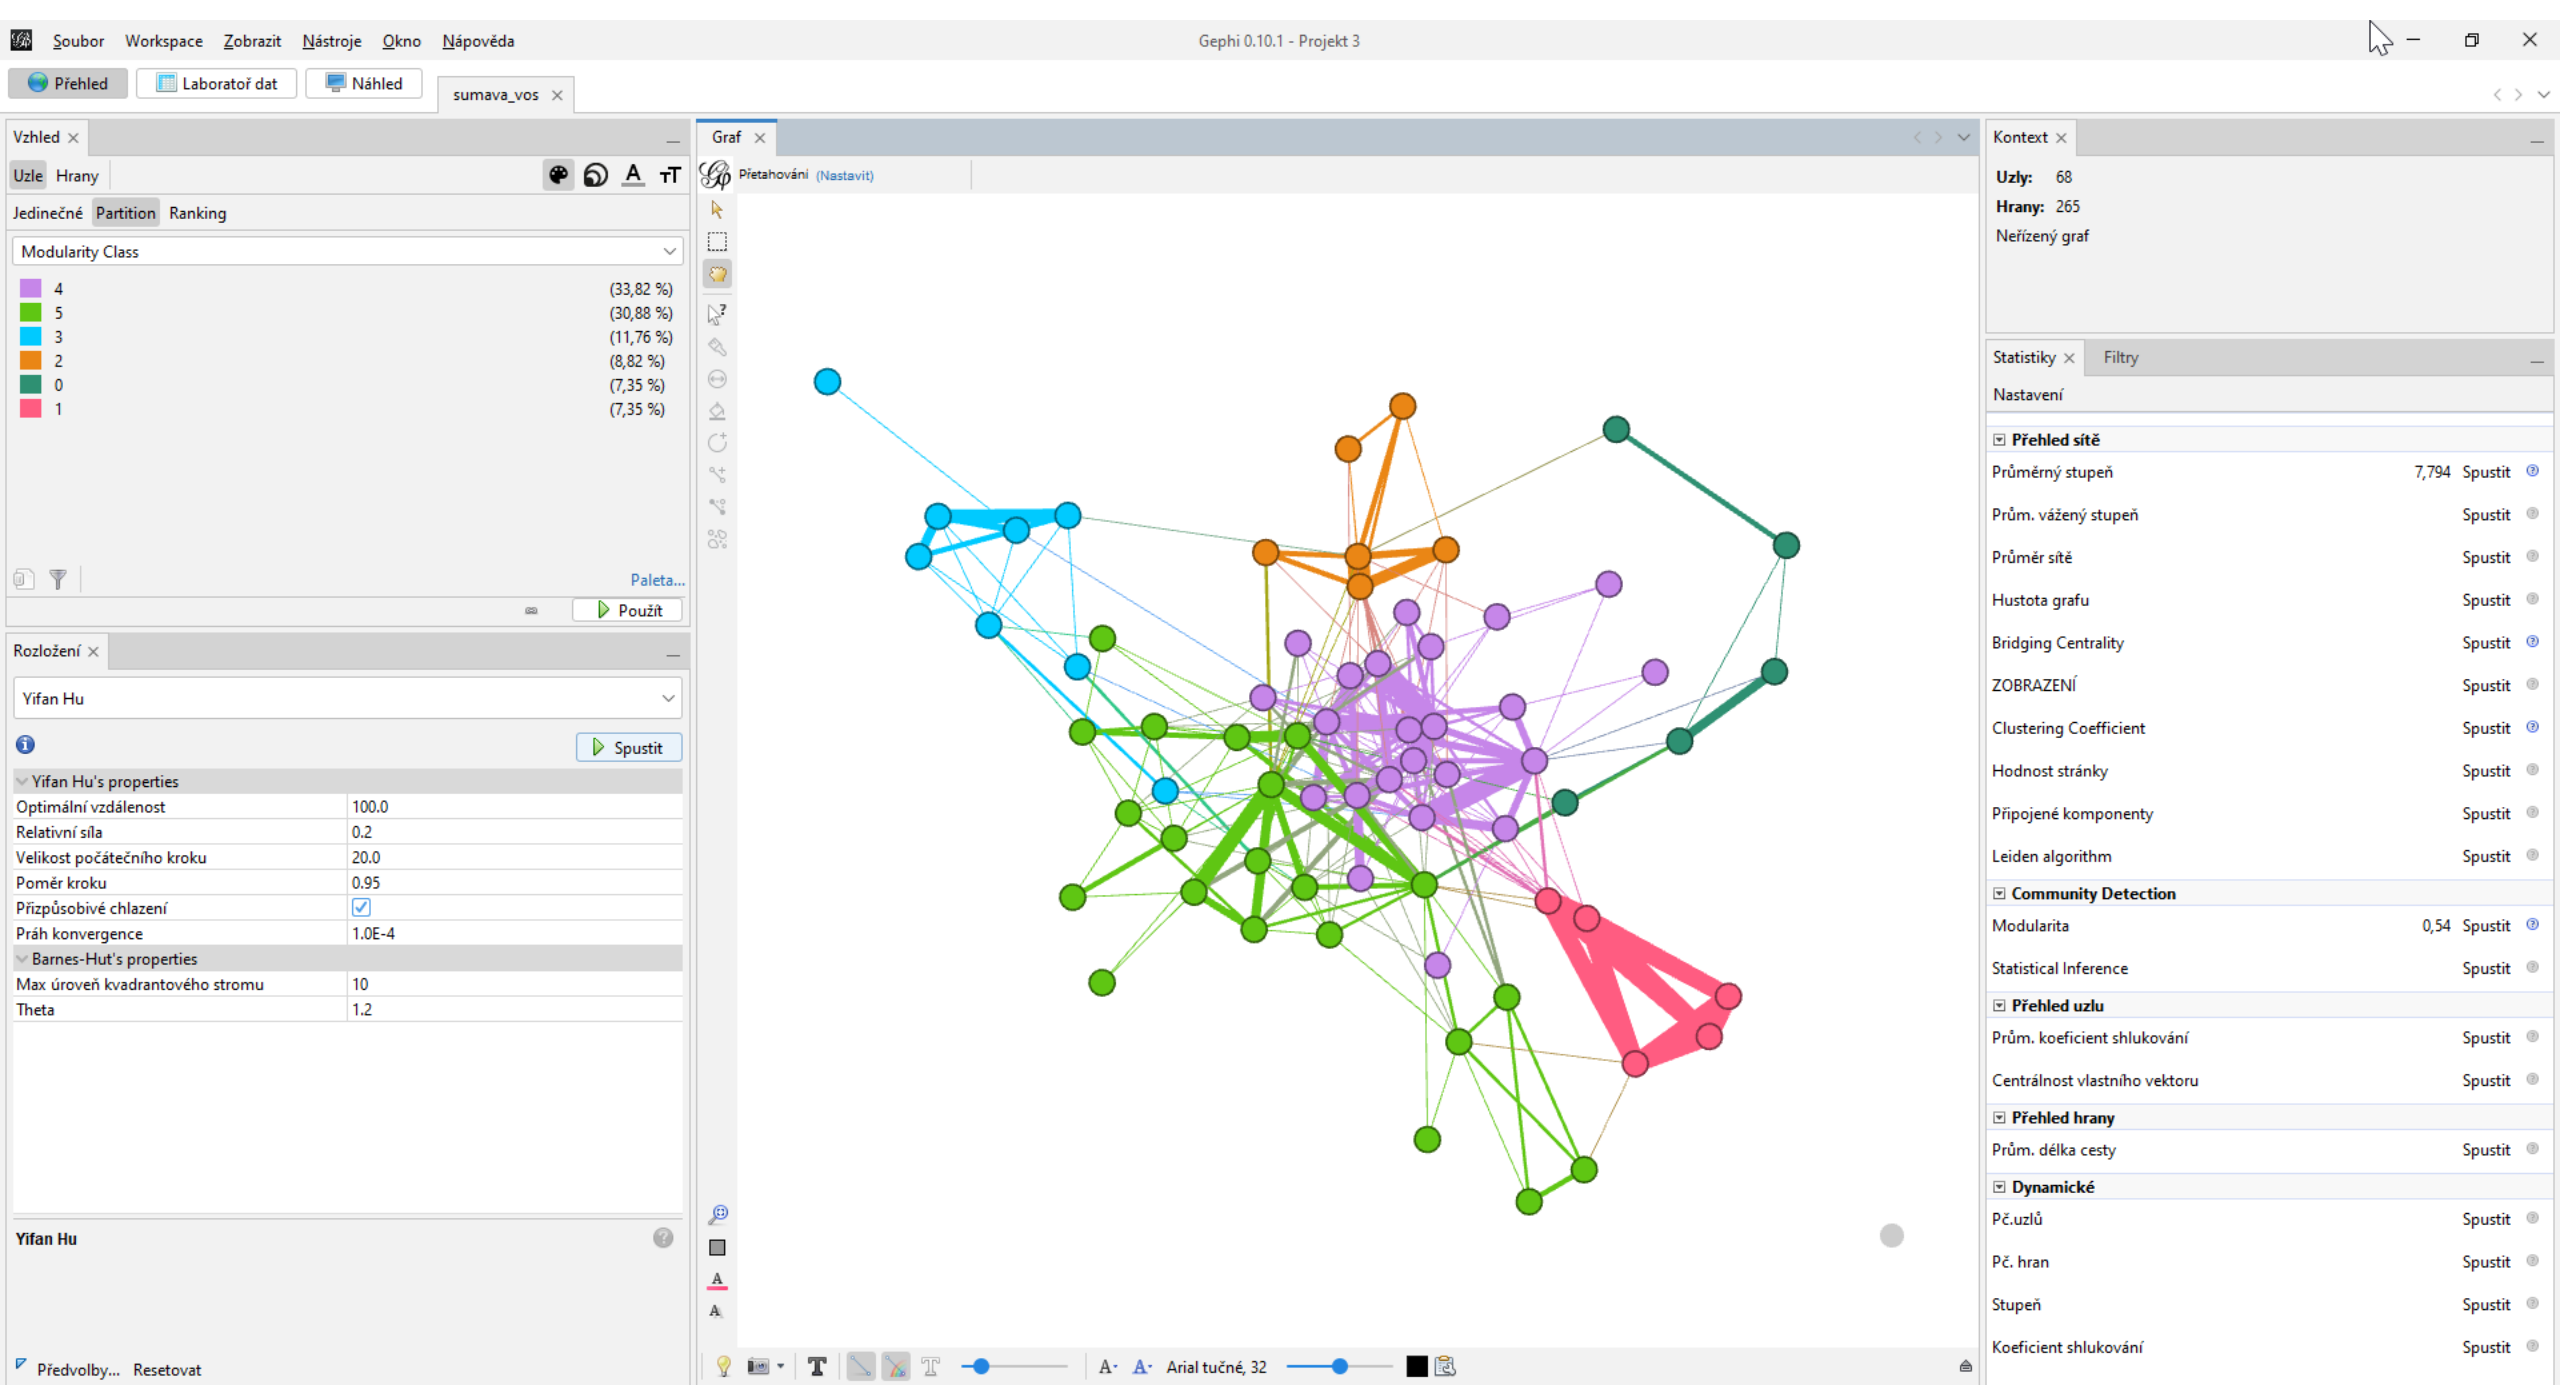 Soubor Workspace Zobrazit Nástroje Okno Nápověda
Gephi 0.10.1 - Projekt 3
Přehled Laboratoř dat Náhled
sumava_vos
Vzhled
Uzle Hrany
Jedinečné Partition Ranking
Modularity Class
4 (33,82 %)
5 (30,88 %)
3 (11,76 %)
2 (8,82 %)
0 (7,35 %)
1 (7,35 %)
Paleta...
Použít
Rozložení
Yifan Hu
Spustit
Yifan Hu's properties
Optimální vzdálenost 100.0
Relativní síla 0.2
Velikost počátečního kroku 20.0
Poměr kroku 0.95
Přizpůsobivé chlazení
Práh konvergence 1.0E-4
Barnes-Hut's properties
Max úroveň kvadrantového stromu 10
Theta 1.2
Yifan Hu
Předvolby... Resetovat
Graf
Přetahování (Nastavit)
Arial tučné, 32
Kontext
Uzly: 68
Hrany: 265
Neřízený graf
Statistiky Filtry
Nastavení
Přehled sítě
Průměrný stupeň 7,794 Spustit
Prům. vážený stupeň Spustit
Průměr sítě Spustit
Hustota grafu Spustit
Bridging Centrality Spustit
ZOBRAZENÍ Spustit
Clustering Coefficient Spustit
Hodnost stránky Spustit
Připojené komponenty Spustit
Leiden algorithm Spustit
Community Detection
Modularita 0,54 Spustit
Statistical Inference Spustit
Přehled uzlu
Prům. koeficient shlukování Spustit
Centrálnost vlastního vektoru Spustit
Přehled hrany
Prům. délka cesty Spustit
Dynamické
Pč.uzlů Spustit
Pč. hran Spustit
Stupeň Spustit
Koeficient shlukování Spustit